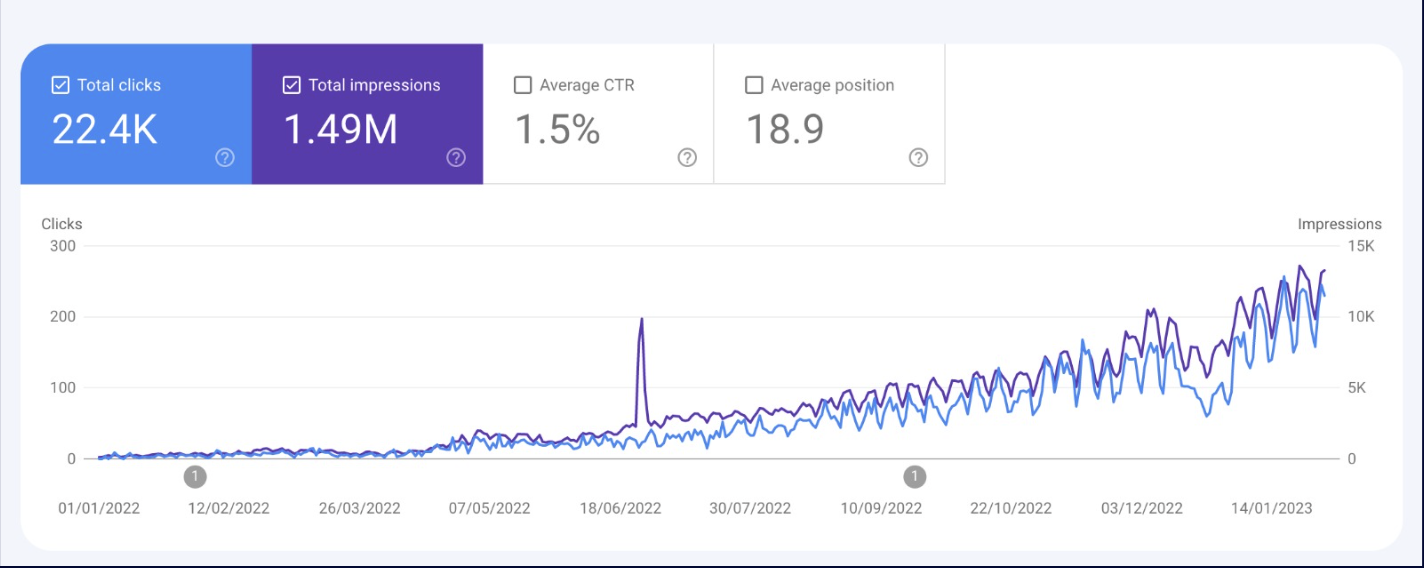 Total clicks
22.4K
Total impressions
1.49M
Average CTR
1.5%
Average position
18.9
Clicks
Impressions
300
15K
200
10K
100
5K
0
0
1
1
01/01/2022 12/02/2022 26/03/2022 07/05/2022 18/06/2022 30/07/2022 10/09/2022 22/10/2022 03/12/2022 14/01/2023